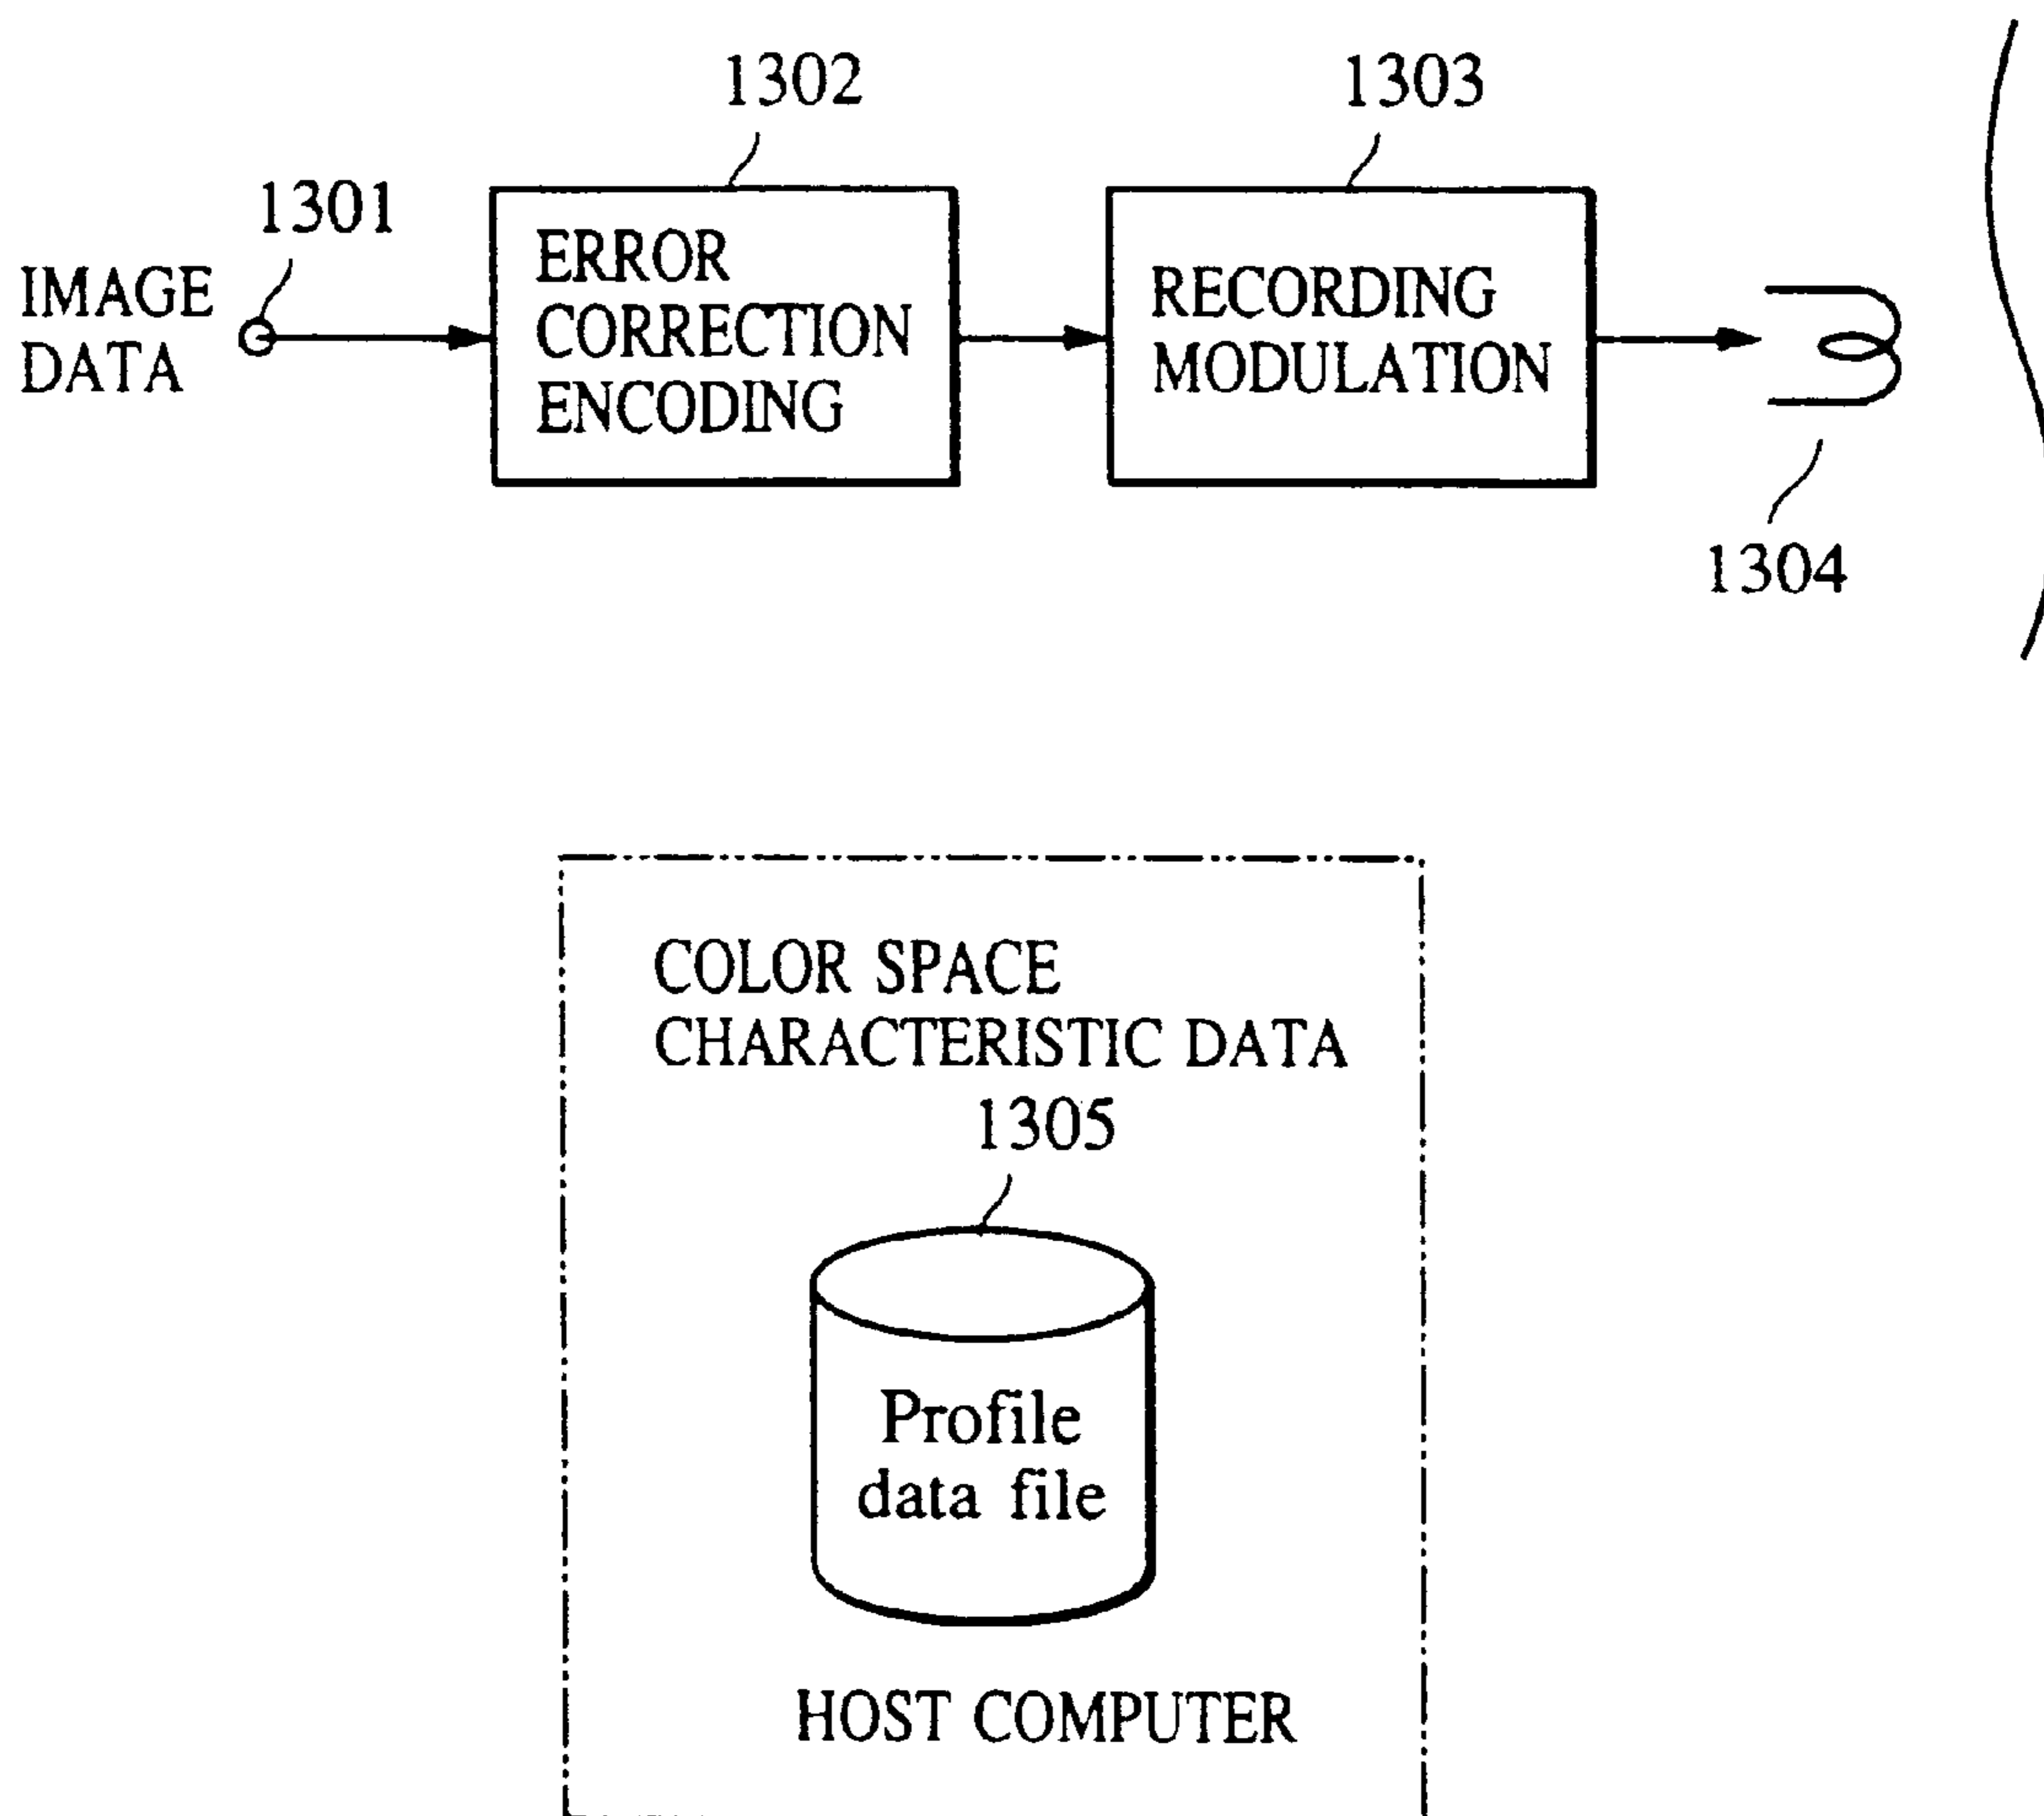 1302
1303
1301
IMAGE
DATA
ERROR
CORRECTION
ENCODING
RECORDING
MODULATION
1304
COLOR SPACE
CHARACTERISTIC DATA
1305
Profile
data file
HOST COMPUTER